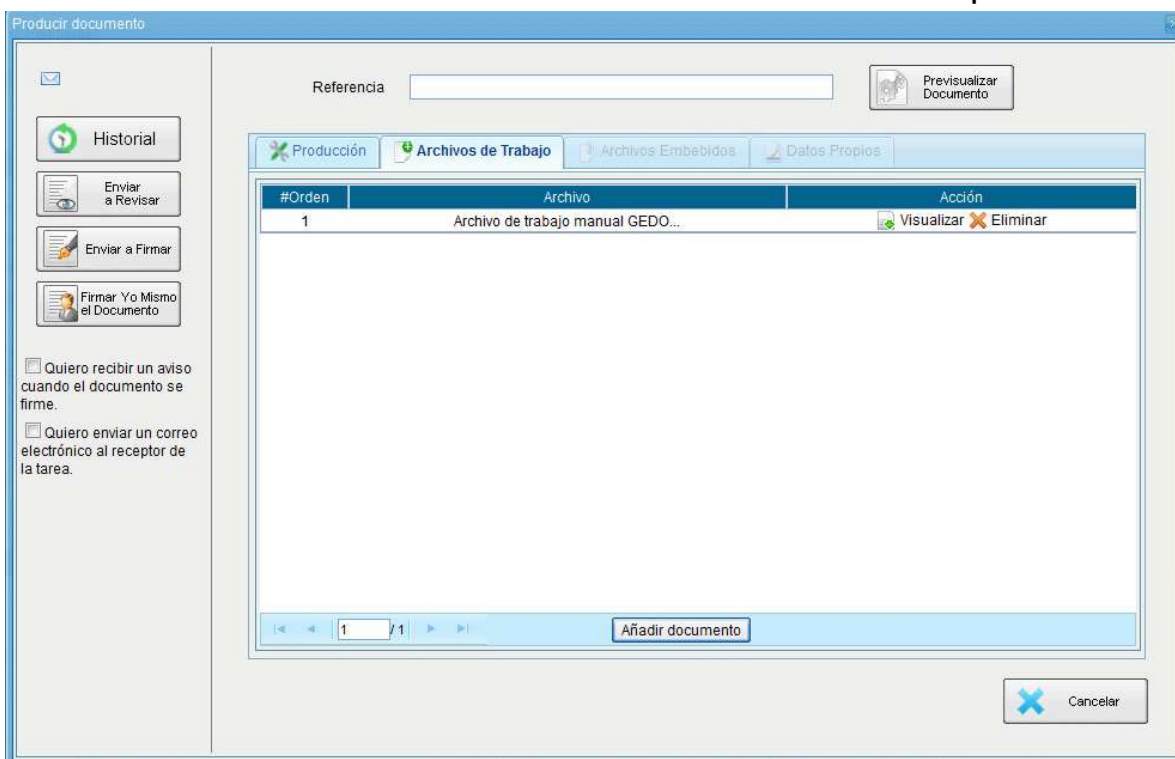 Producir documento
Referencia
Previsualizar
Documento
Historial
Enviar
a Revisar
Enviar a Firmar
Firmar Yo Mismo
el Documento
Quiero recibir un aviso
cuando el documento se
firme.
Quiero enviar un correo
electrónico al receptor de
la tarea.
Producción Archivos de Trabajo Archivos Embebidos Datos Propios
#Orden Archivo Acción
1 Archivo de trabajo manual GEDO... Visualizar Eliminar
1 / 1 Añadir documento
Cancelar